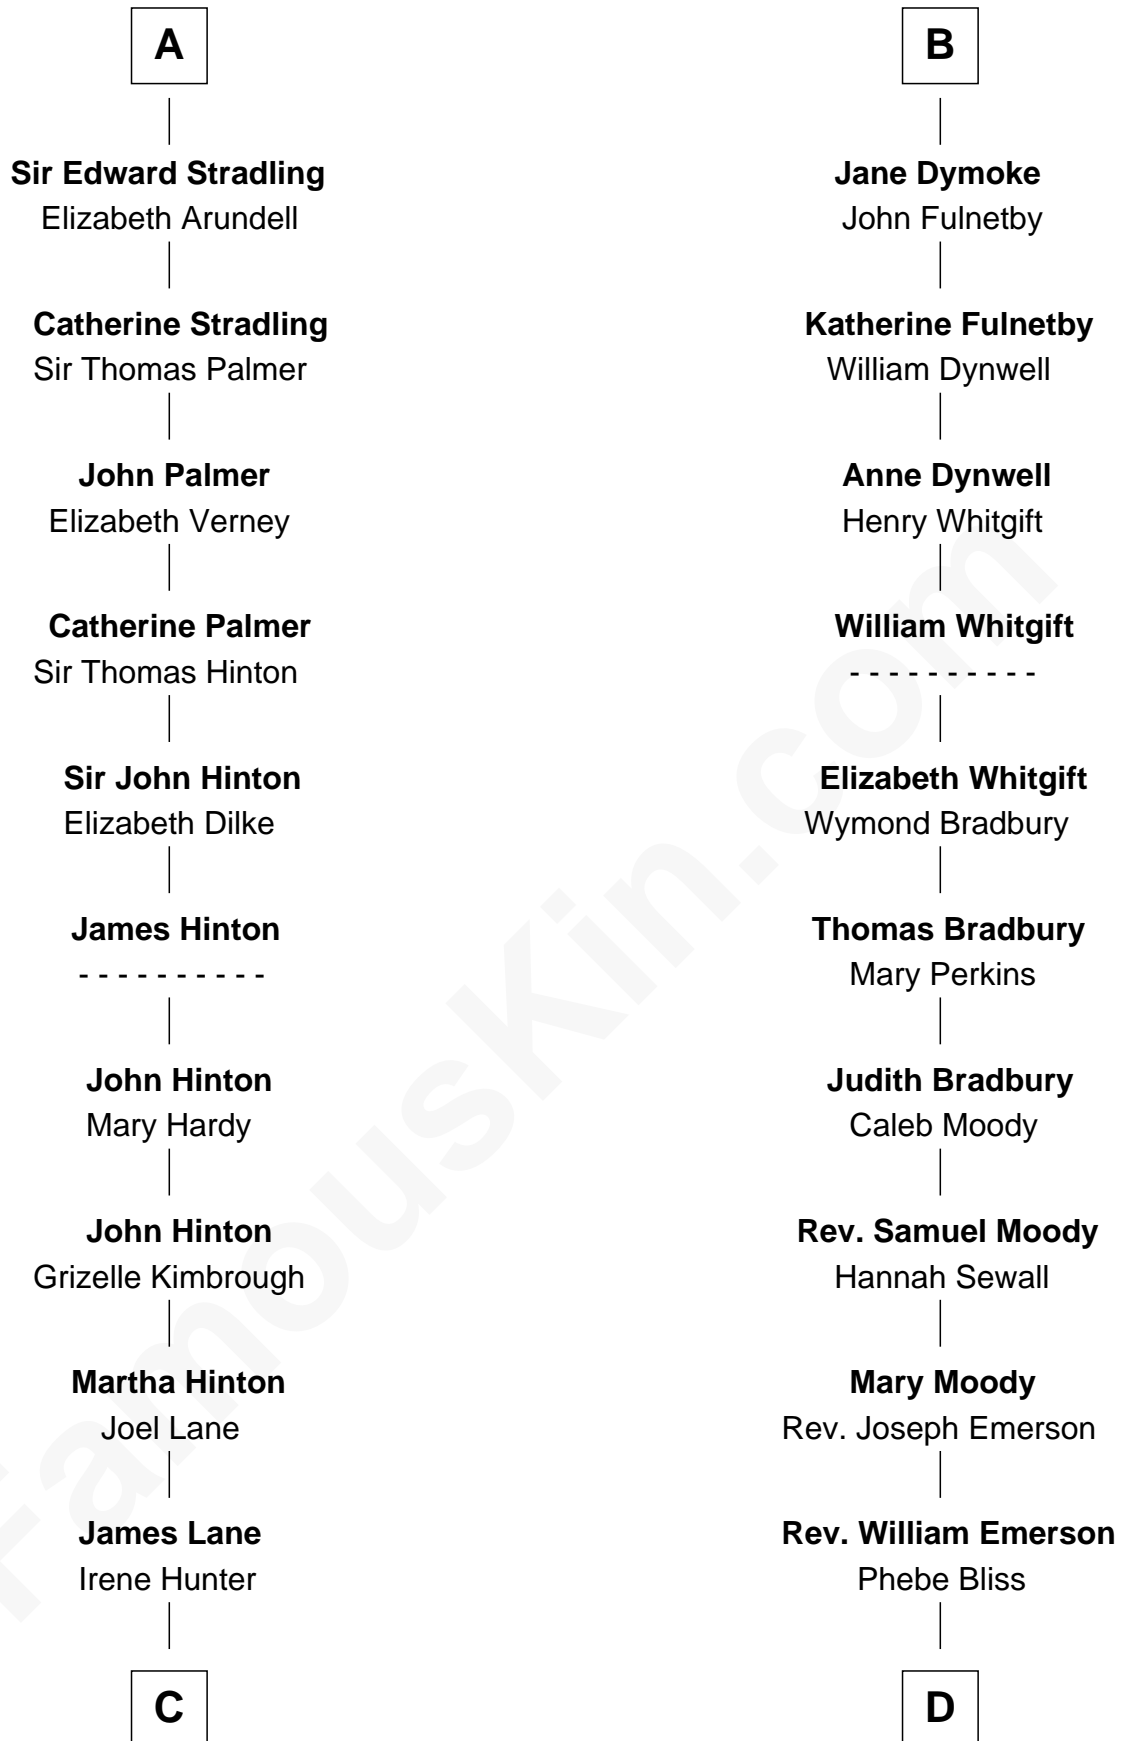 A
Sir Edward Stradling
Elizabeth Arundell
Catherine Stradling
Sir Thomas Palmer
John Palmer
Elizabeth Verney
Catherine Palmer
Sir Thomas Hinton
Sir John Hinton
Elizabeth Dilke
James Hinton
- - - - - - - - - -
John Hinton
Mary Hardy
John Hinton
Grizelle Kimbrough
Martha Hinton
Joel Lane
James Lane
Irene Hunter
C
B
Jane Dymoke
John Fulnetby
Katherine Fulnetby
William Dynwell
Anne Dynwell
Henry Whitgift
William Whitgift
- - - - - - - - - -
Elizabeth Whitgift
Wymond Bradbury
Thomas Bradbury
Mary Perkins
Judith Bradbury
Caleb Moody
Rev. Samuel Moody
Hannah Sewall
Mary Moody
Rev. Joseph Emerson
Rev. William Emerson
Phebe Bliss
D
FamousKin.com